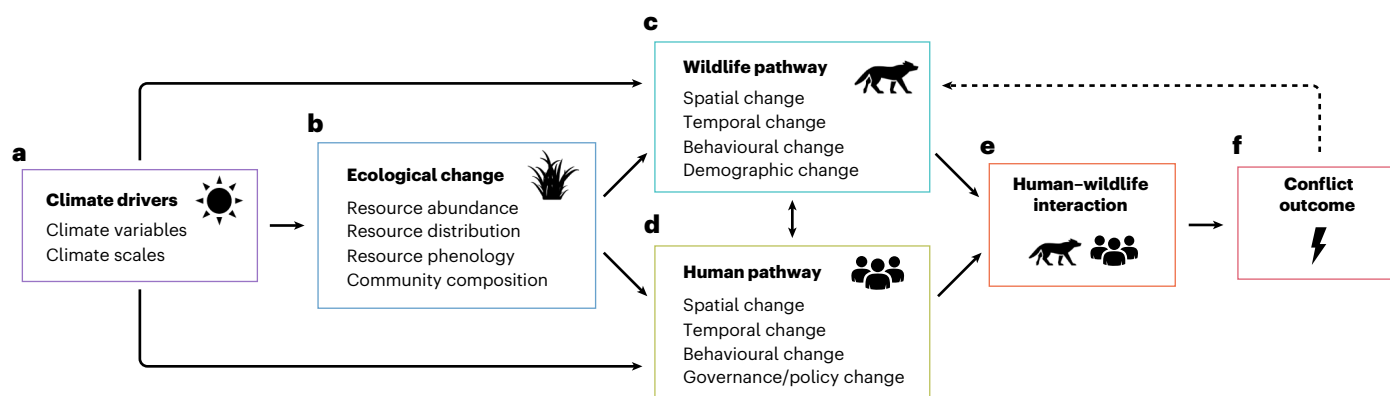 a
Climate drivers
Climate variables
Climate scales
b
Ecological change
Resource abundance
Resource distribution
Resource phenology
Community composition
c
Wildlife pathway
Spatial change
Temporal change
Behavioural change
Demographic change
d
Human pathway
Spatial change
Temporal change
Behavioural change
Governance/policy change
e
Human–wildlife
interaction
f
Conflict
outcome